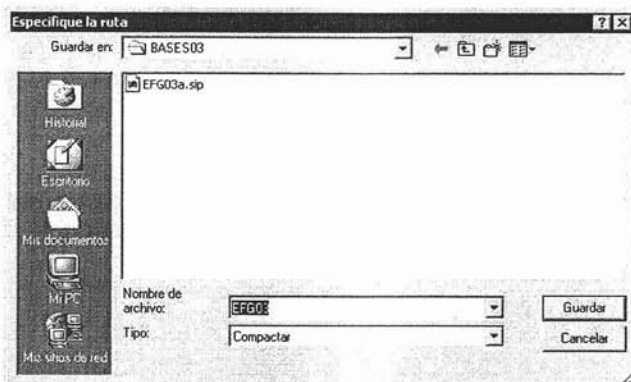 Especifique la ruta
Guardar en: BASES03
EFG03a.sip
Historial
Escritorio
Mis documentos
Mi PC
Mis sitios de red
Nombre de archivo: EFG03
Guardar
Tipo: Compactar
Cancelar